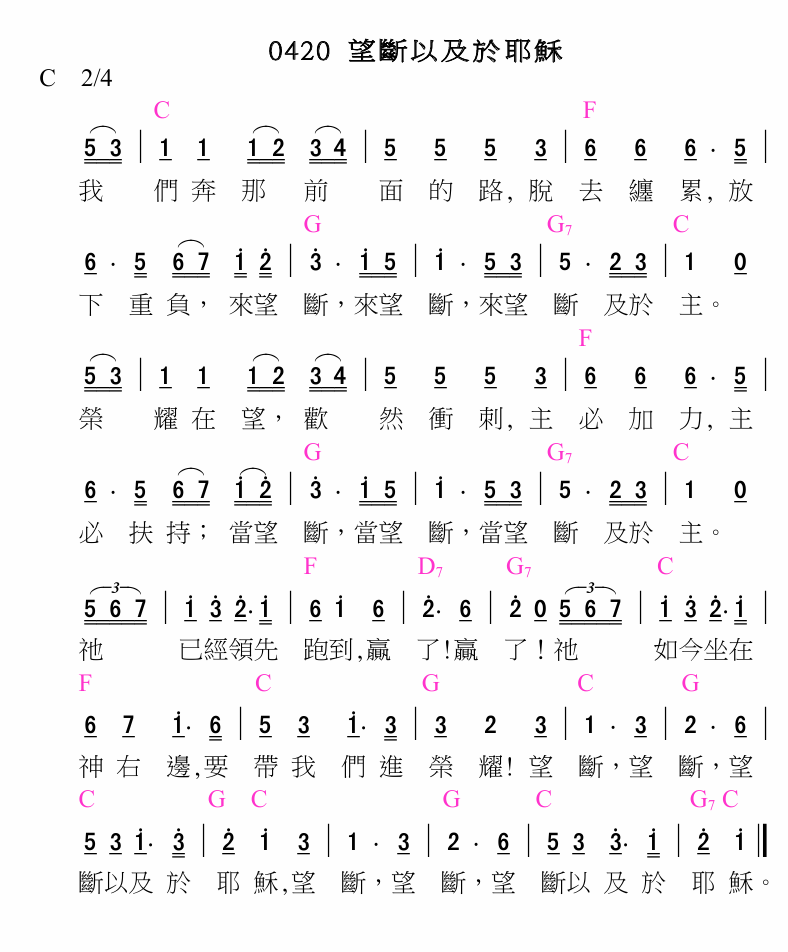 0420 望斷以及於耶穌
C 2/4
C F
5 3 | 1 1 1 2 3 4 | 5 5 5 3 | 6 6 6 · 5 |
我 們 奔 那 前 面 的 路, 脫 去 纏 累, 放
G G7 C
6 · 5 6 7 i 2 | 3 · i 5 | i · 5 3 | 5 · 2 3 | 1 0
下 重 負, 來望 斷,來望 斷,來望 斷 及於 主。
F
5 3 | 1 1 1 2 3 4 | 5 5 5 3 | 6 6 6 · 5 |
榮 耀 在 望, 歡 然 衝 刺, 主 必 加 力, 主
G G7 C
6 · 5 6 7 i 2 | 3 · i 5 | i · 5 3 | 5 · 2 3 | 1 0
必 扶 持; 當望 斷,當望 斷,當望 斷 及於 主。
F D7 G7 C
3 3
5 6 7 | i 3 2· i | 6 i 6 | 2· 6 | 2 0 5 6 7 | i 3 2· i |
祂 已經領先 跑到,贏 了!贏 了!祂 如今坐在
F C G C G
6 7 i· 6 | 5 3 i· 3 | 3 2 3 | 1 · 3 | 2 · 6 |
神 右 邊,要 帶 我 們 進 榮 耀! 望 斷,望 斷,望
C G C G C G7 C
5 3 i· 3 | 2 i 3 | 1 · 3 | 2 · 6 | 5 3 3· i | 2 i ‖
斷以及 於 耶 穌,望 斷,望 斷,望 斷以 及 於 耶 穌。